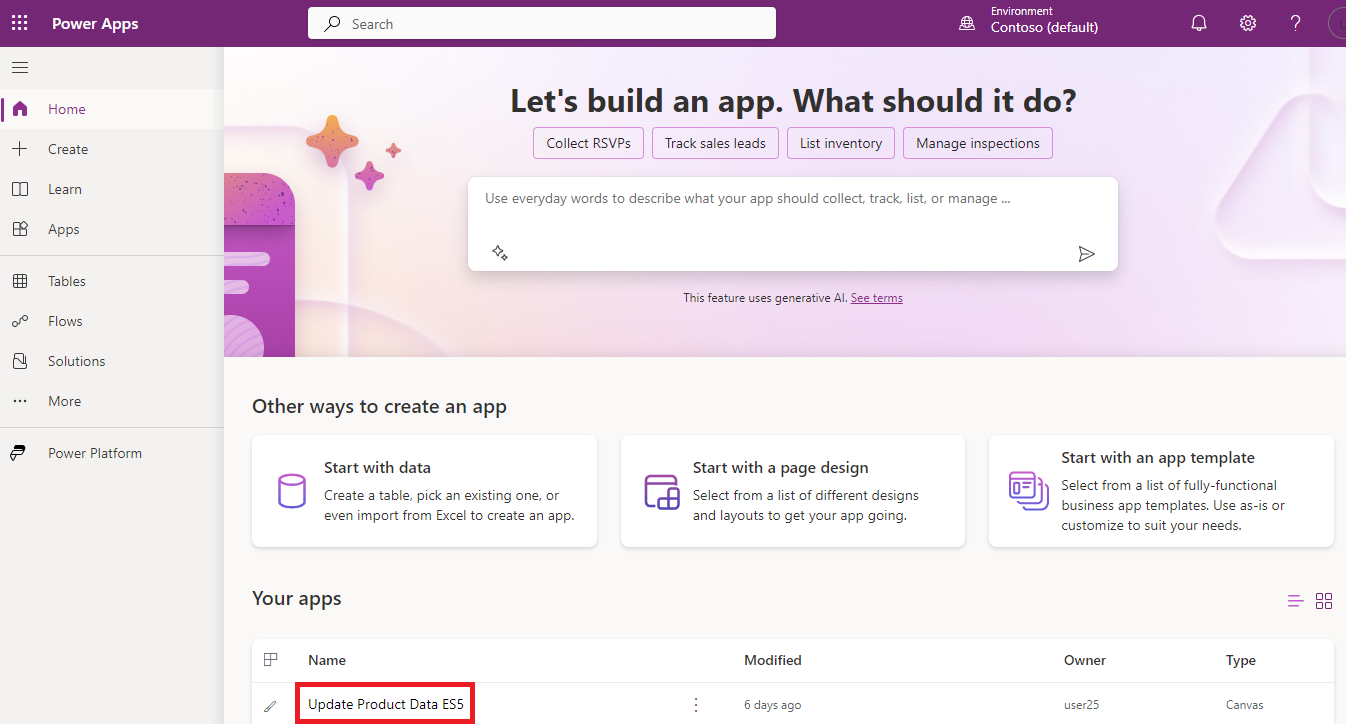 Power Apps
Search
Environment
Contoso (default)
Home
Create
Learn
Apps
Tables
Flows
Solutions
More
Power Platform
Let's build an app. What should it do?
Collect RSVPs
Track sales leads
List inventory
Manage inspections
Use everyday words to describe what your app should collect, track, list, or manage ...
This feature uses generative AI. See terms
Other ways to create an app
Start with data
Create a table, pick an existing one, or
even import from Excel to create an app.
Start with a page design
Select from a list of different designs
and layouts to get your app going.
Start with an app template
Select from a list of fully-functional
business app templates. Use as-is or
customize to suit your needs.
Your apps
Name Modified Owner Type
Update Product Data ES5 6 days ago user25 Canvas